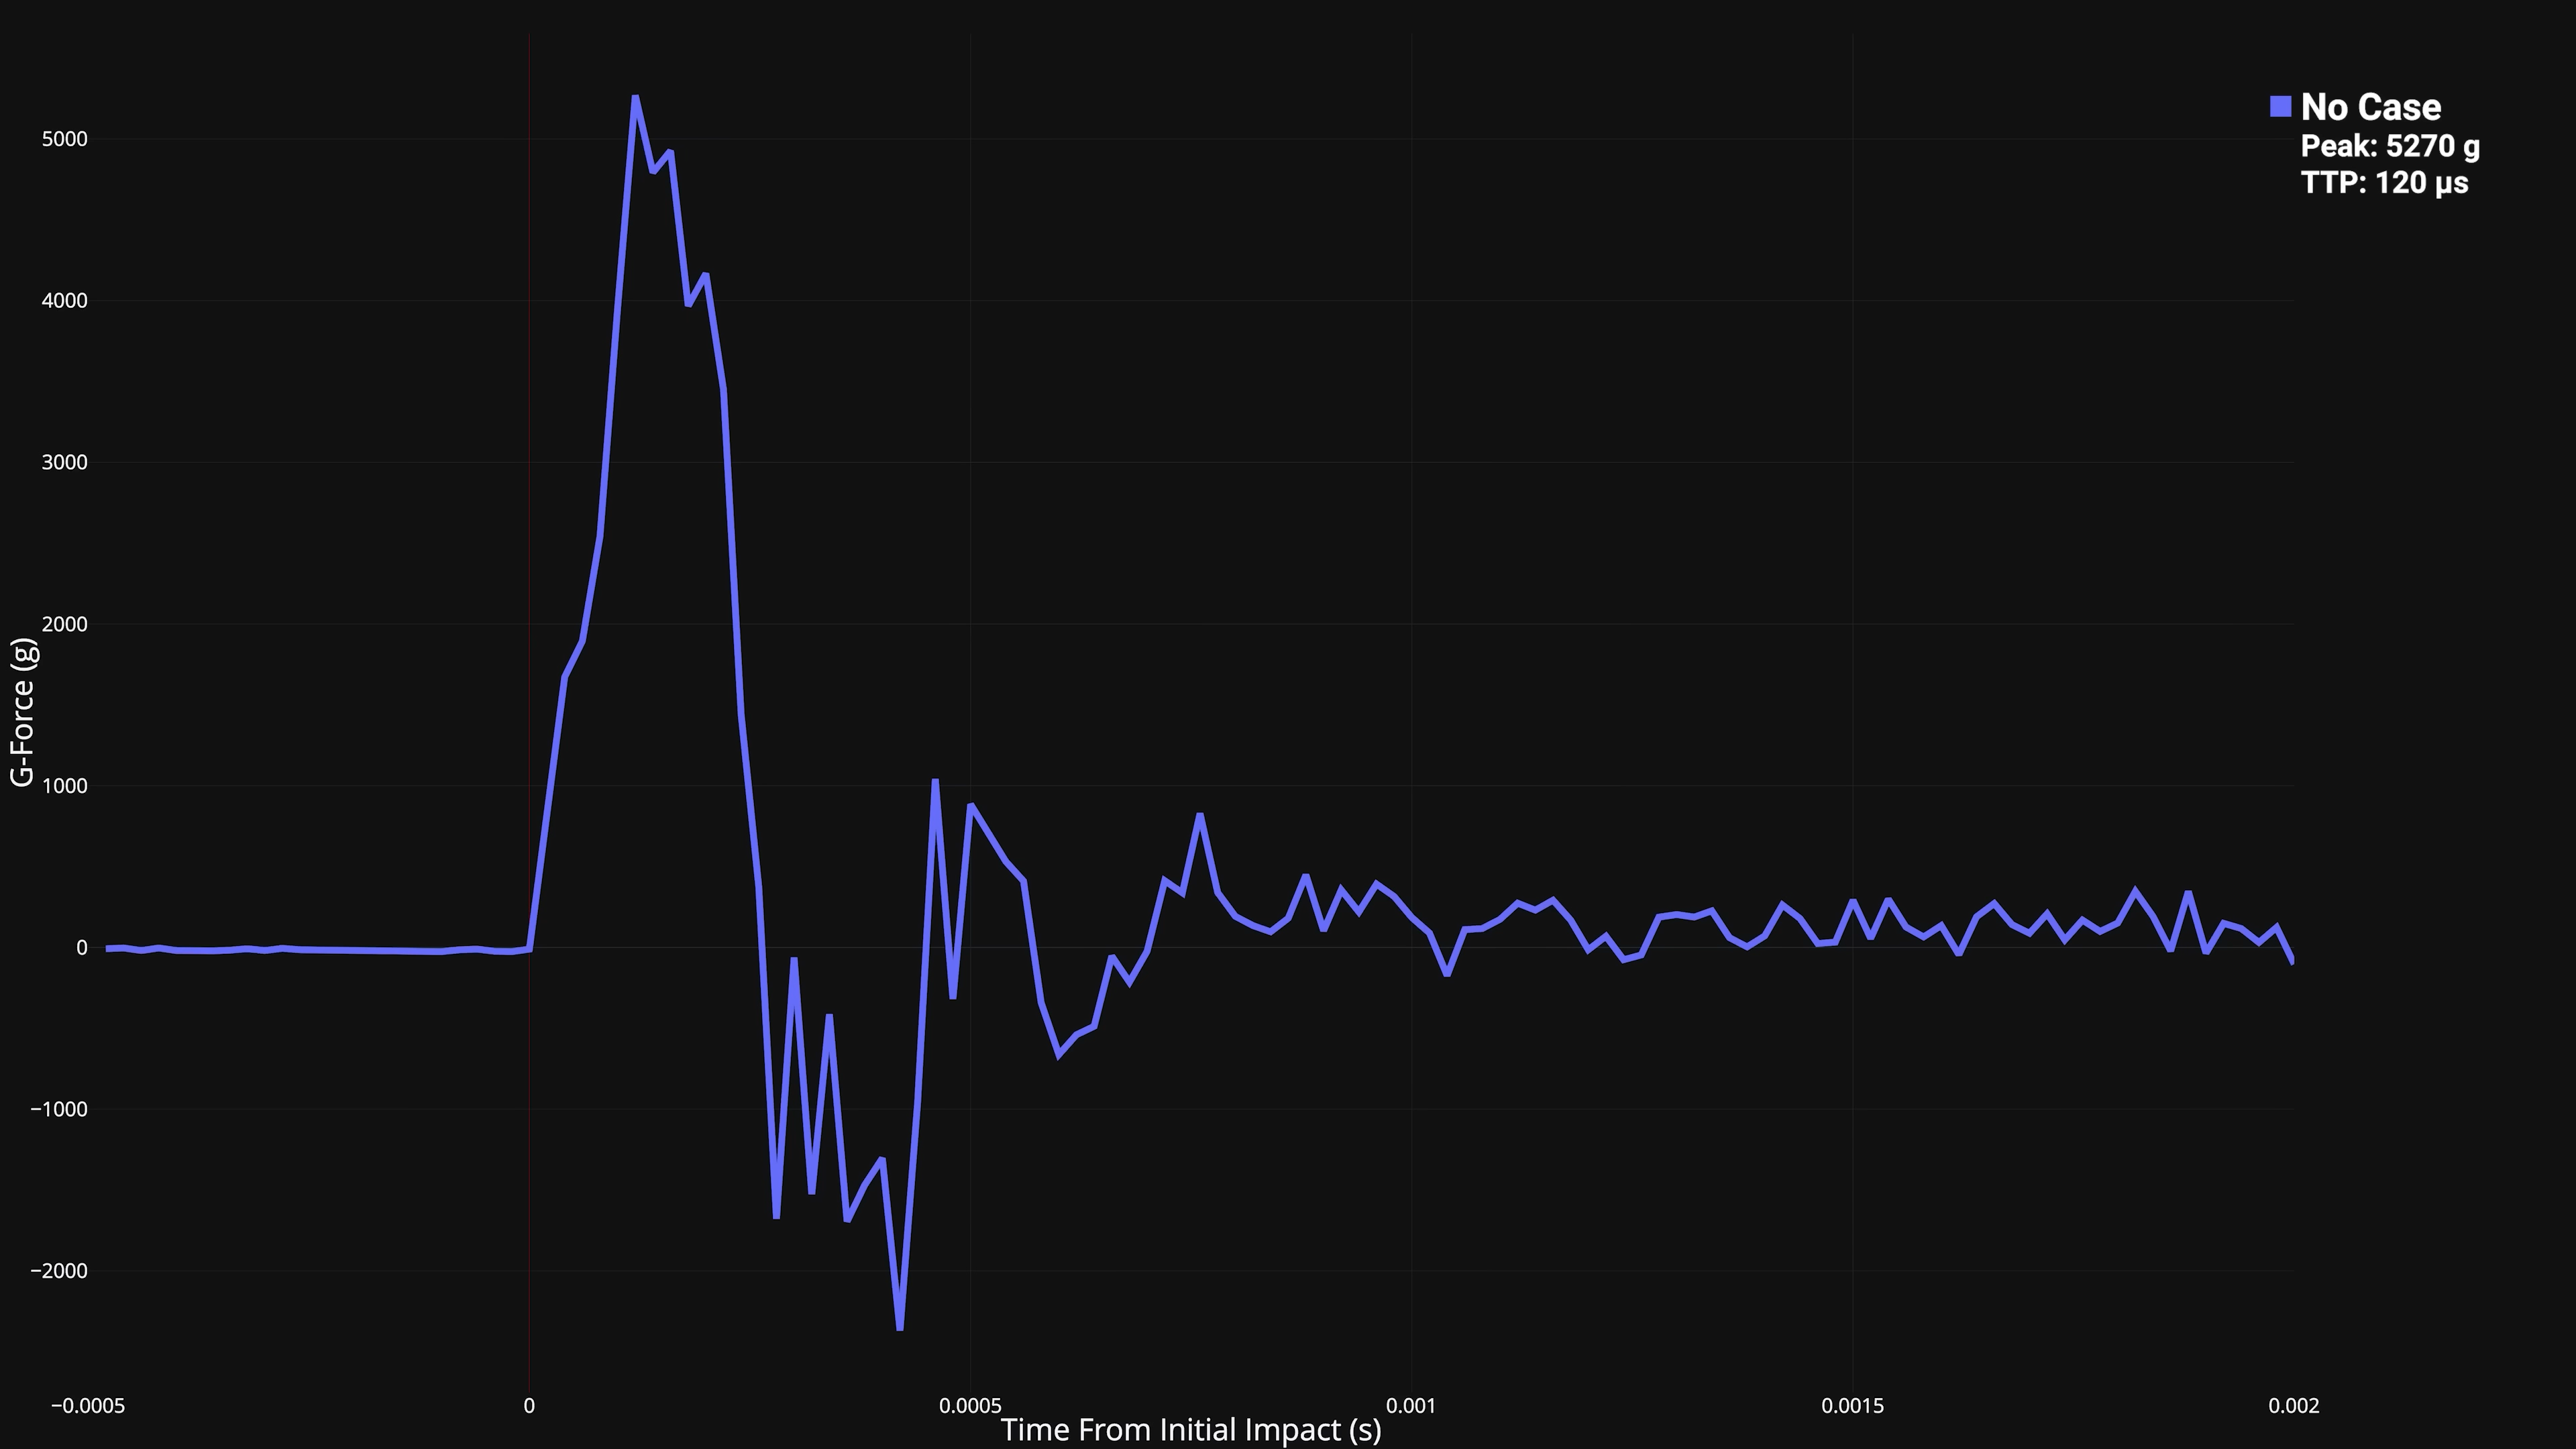 No Case
Peak: 5270 g
TTP: 120 µs
5000
4000
3000
2000
1000
0
−1000
−2000
G-Force (g)
−0.0005 0 0.0005 0.001 0.0015 0.002
Time From Initial Impact (s)